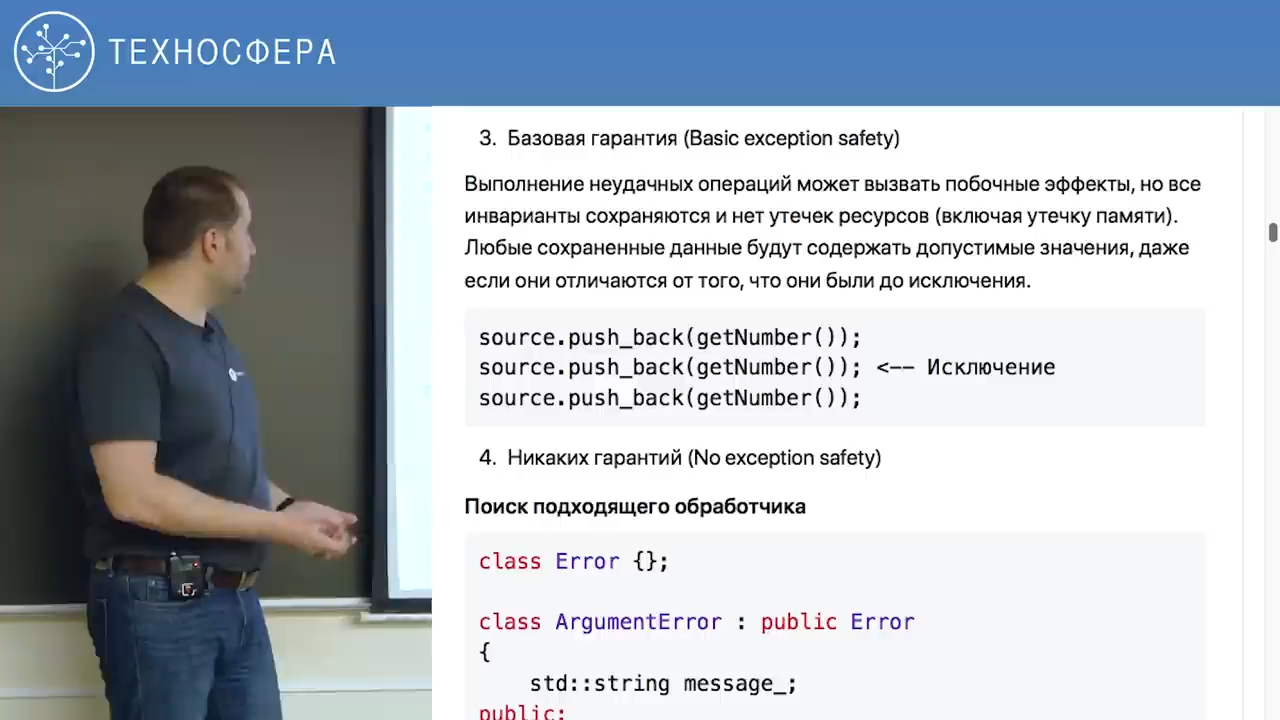 ТЕХНОСФЕРА
3. Базовая гарантия (Basic exception safety)
Выполнение неудачных операций может вызвать побочные эффекты, но все
инварианты сохраняются и нет утечек ресурсов (включая утечку памяти).
Любые сохраненные данные будут содержать допустимые значения, даже
если они отличаются от того, что они были до исключения.
source.push_back(getNumber());
source.push_back(getNumber()); <-- Исключение
source.push_back(getNumber());
4. Никаких гарантий (No exception safety)
Поиск подходящего обработчика
class Error {};
class ArgumentError : public Error
{
std::string message_;
public: